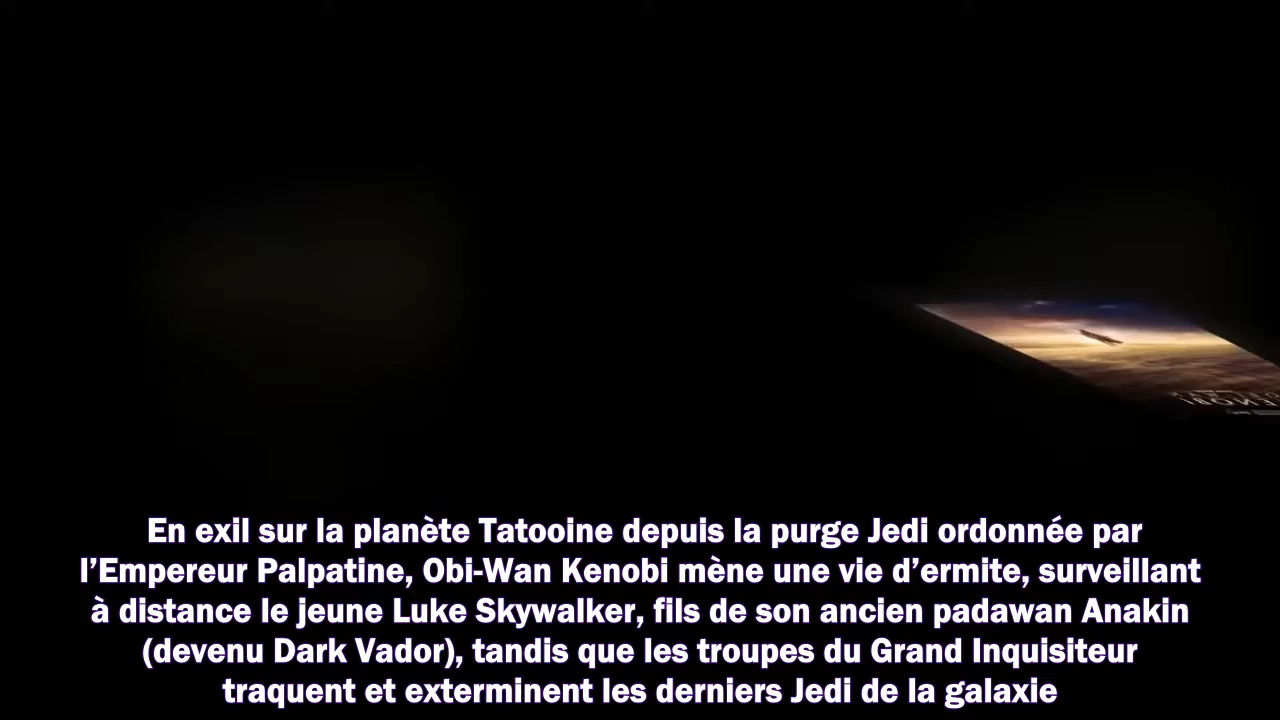 En exil sur la planète Tatooine depuis la purge Jedi ordonnée par
l’Empereur Palpatine, Obi-Wan Kenobi mène une vie d’ermite, surveillant
à distance le jeune Luke Skywalker, fils de son ancien padawan Anakin
(devenu Dark Vador), tandis que les troupes du Grand Inquisiteur
traquent et exterminent les derniers Jedi de la galaxie